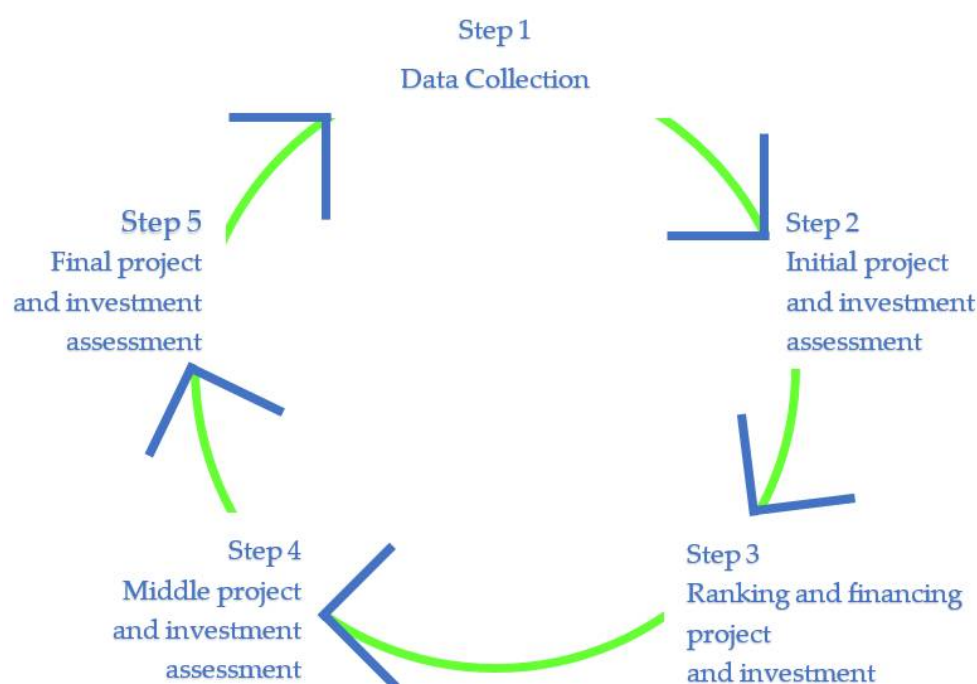 Step 1
Data Collection
Step 2
Initial project
and investment
assessment
Step 3
Ranking and financing
project
and investment
Step 4
Middle project
and investment
assessment
Step 5
Final project
and investment
assessment